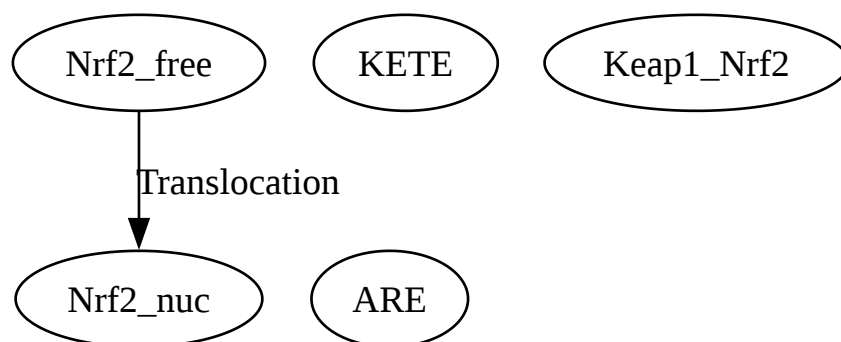 Nrf2_free
KETE
Keap1_Nrf2
Translocation
Nrf2_nuc
ARE